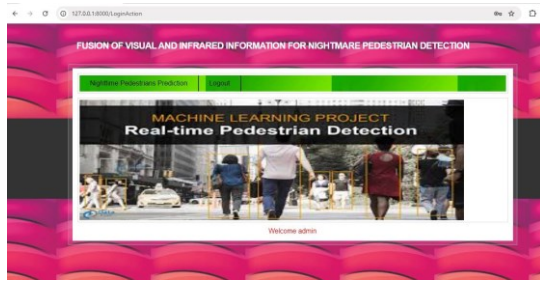 127.0.0.1:8000/LoginAction
FUSION OF VISUAL AND INFRARED INFORMATION FOR NIGHTMARE PEDESTRIAN DETECTION
Nighttime Pedestrians Prediction
Logout
MACHINE LEARNING PROJECT
Real-time Pedestrian Detection
Welcome admin